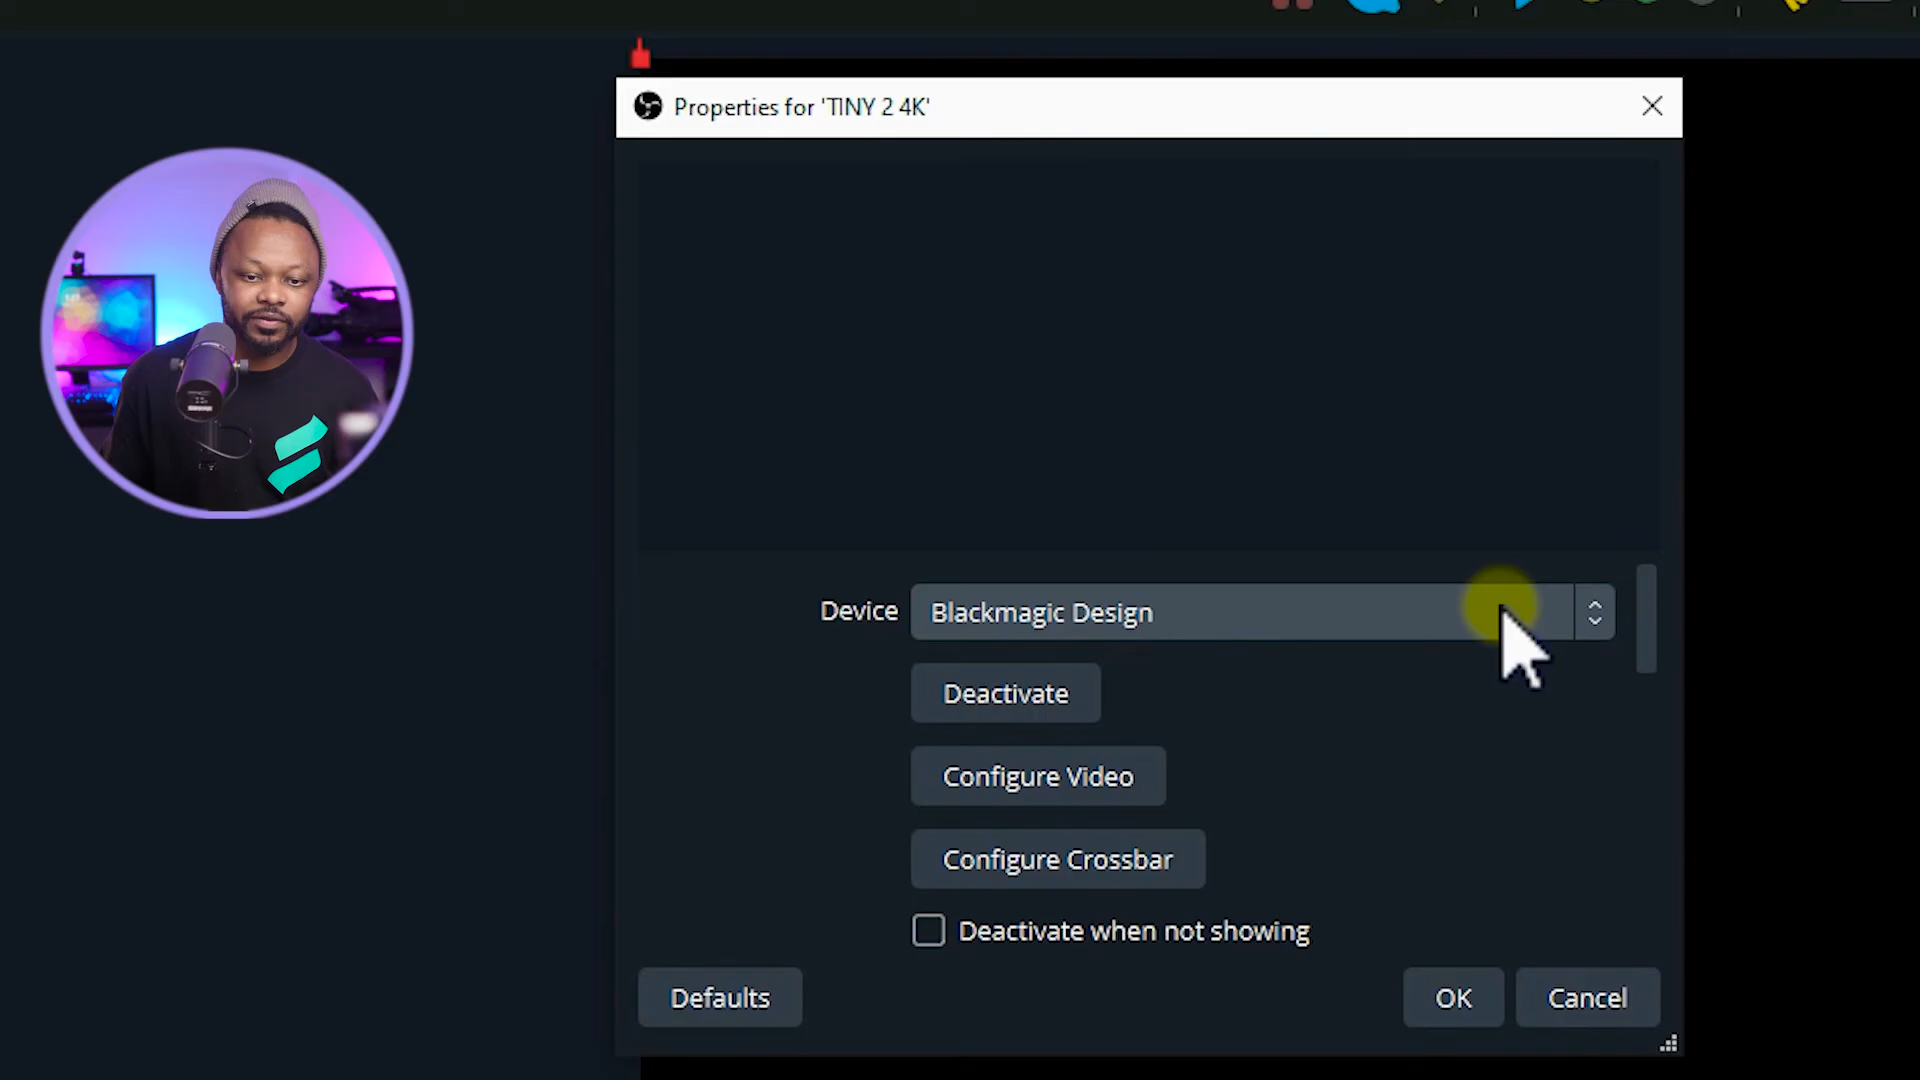 Properties for 'TINY 2 4K'
Device
Blackmagic Design
Deactivate
Configure Video
Configure Crossbar
Deactivate when not showing
Defaults
OK
Cancel